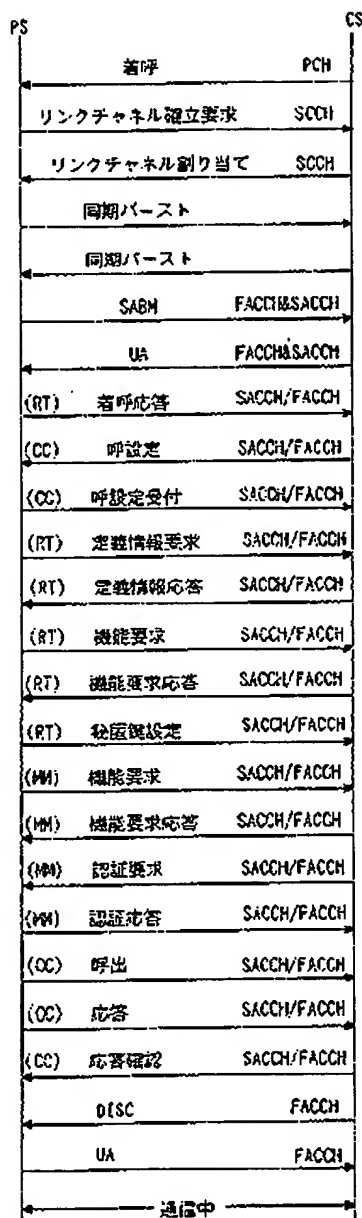 PS CS
着呼 PCH
リンクチャネル確立要求 SCCH
リンクチャネル割り当て SCCH
同期バースト
同期バースト
SABM FACCH&SACCH
UA FACCH&SACCH
(RT) 着呼応答 SACCH/FACCH
(CC) 呼設定 SACCH/FACCH
(CC) 呼設定受付 SACCH/FACCH
(RT) 定義情報要求 SACCH/FACCH
(RT) 定義情報応答 SACCH/FACCH
(RT) 機能要求 SACCH/FACCH
(RT) 機能要求応答 SACCH/FACCH
(RT) 秘匿鍵設定 SACCH/FACCH
(MM) 機能要求 SACCH/FACCH
(MM) 機能要求応答 SACCH/FACCH
(MM) 認証要求 SACCH/FACCH
(MM) 認証応答 SACCH/FACCH
(CC) 呼出 SACCH/FACCH
(CC) 応答 SACCH/FACCH
(CC) 応答確認 SACCH/FACCH
DISC FACCH
UA FACCH
通信中